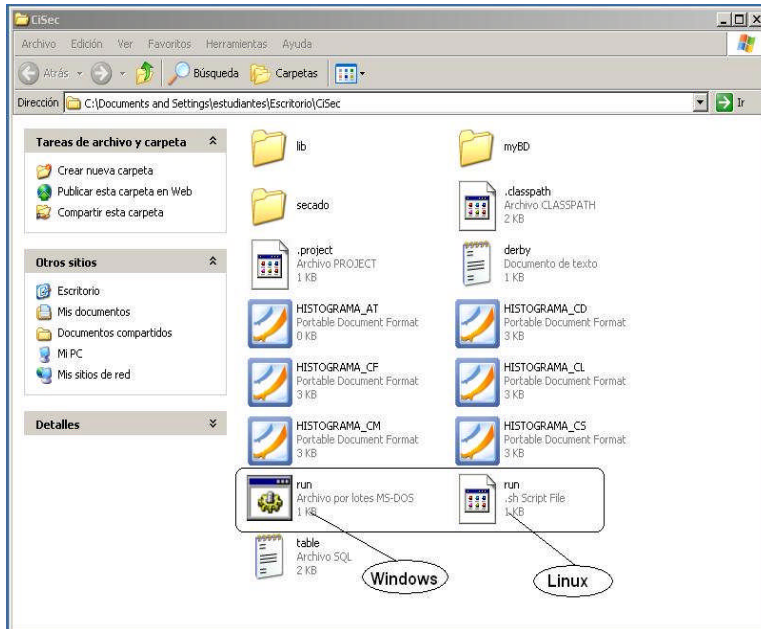 CiSec
Archivo Edición Ver Favoritos Herramientas Ayuda
Atrás Búsqueda Carpetas
Dirección C:\Documents and Settings\estudiantes\Escritorio\CiSec Ir
Tareas de archivo y carpeta
Crear nueva carpeta
Publicar esta carpeta en Web
Compartir esta carpeta
Otros sitios
Escritorio
Mis documentos
Documentos compartidos
Mi PC
Mis sitios de red
Detalles
lib
myBD
secado
.classpath
Archivo CLASSPATH
2 KB
.project
Archivo PROJECT
1 KB
derby
Documento de texto
1 KB
HISTOGRAMA_AT
Portable Document Format
0 KB
HISTOGRAMA_CD
Portable Document Format
3 KB
HISTOGRAMA_CF
Portable Document Format
3 KB
HISTOGRAMA_CL
Portable Document Format
3 KB
HISTOGRAMA_CM
Portable Document Format
3 KB
HISTOGRAMA_CS
Portable Document Format
3 KB
run
Archivo por lotes MS-DOS
1 KB
run
.sh Script File
1 KB
table
Archivo SQL
2 KB
Windows
Linux